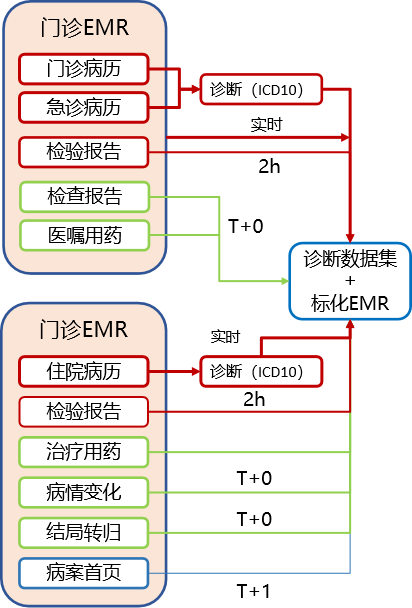 门诊EMR
门诊病历
急诊病历
诊断（ICD10）
实时
检验报告
2h
检查报告
医嘱用药
T+0
诊断数据集
+
标化EMR
门诊EMR
实时
住院病历
诊断（ICD10）
检验报告
2h
治疗用药
病情变化
T+0
结局转归
T+0
病案首页
T+1